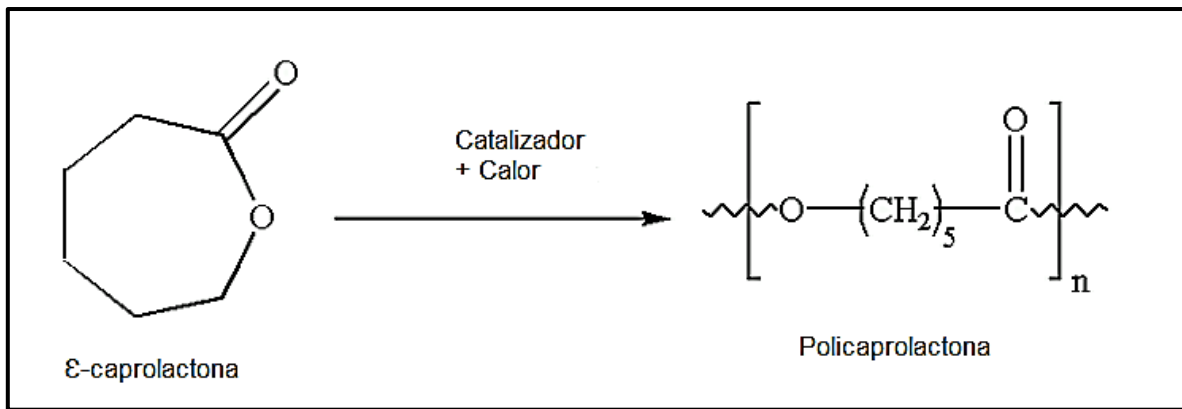 O
O
Catalizador
+ Calor
O
O
(CH2)5
C
n
Ɛ-caprolactona
Policaprolactona